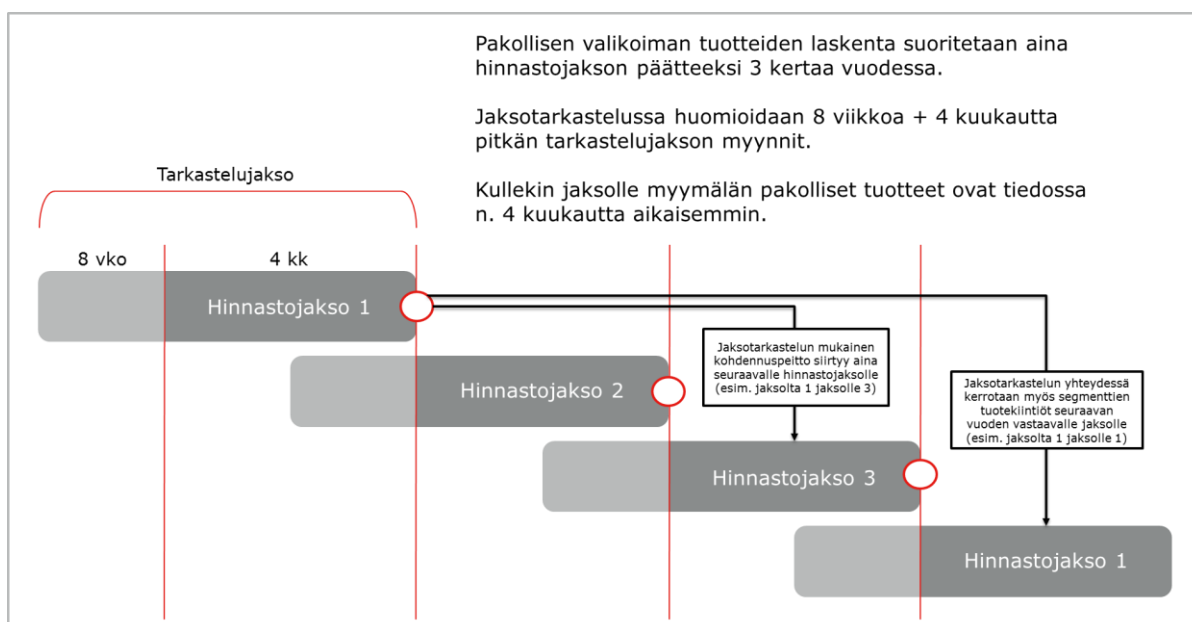 Pakollisen valikoiman tuotteiden laskenta suoritetaan aina
hinnastojakson päätteeksi 3 kertaa vuodessa.
Jaksotarkastelussa huomioidaan 8 viikkoa + 4 kuukautta
pitkän tarkastelujakson myynnit.
Kullekin jaksolle myymälän pakolliset tuotteet ovat tiedossa
n. 4 kuukautta aikaisemmin.
Tarkastelujakso
8 vko
4 kk
Hinnastojakso 1
Hinnastojakso 2
Jaksotarkastelun mukainen
kohdennuspeitto siirtyy aina
seuraavalle hinnastojaksolle
(esim. jaksolta 1 jaksolle 3)
Jaksotarkastelun yhteydessä
kerrotaan myös segmenttien
tuotekiintiöt seuraavan
vuoden vastaavalle jaksolle
(esim. jaksolta 1 jaksolle 1)
Hinnastojakso 3
Hinnastojakso 1